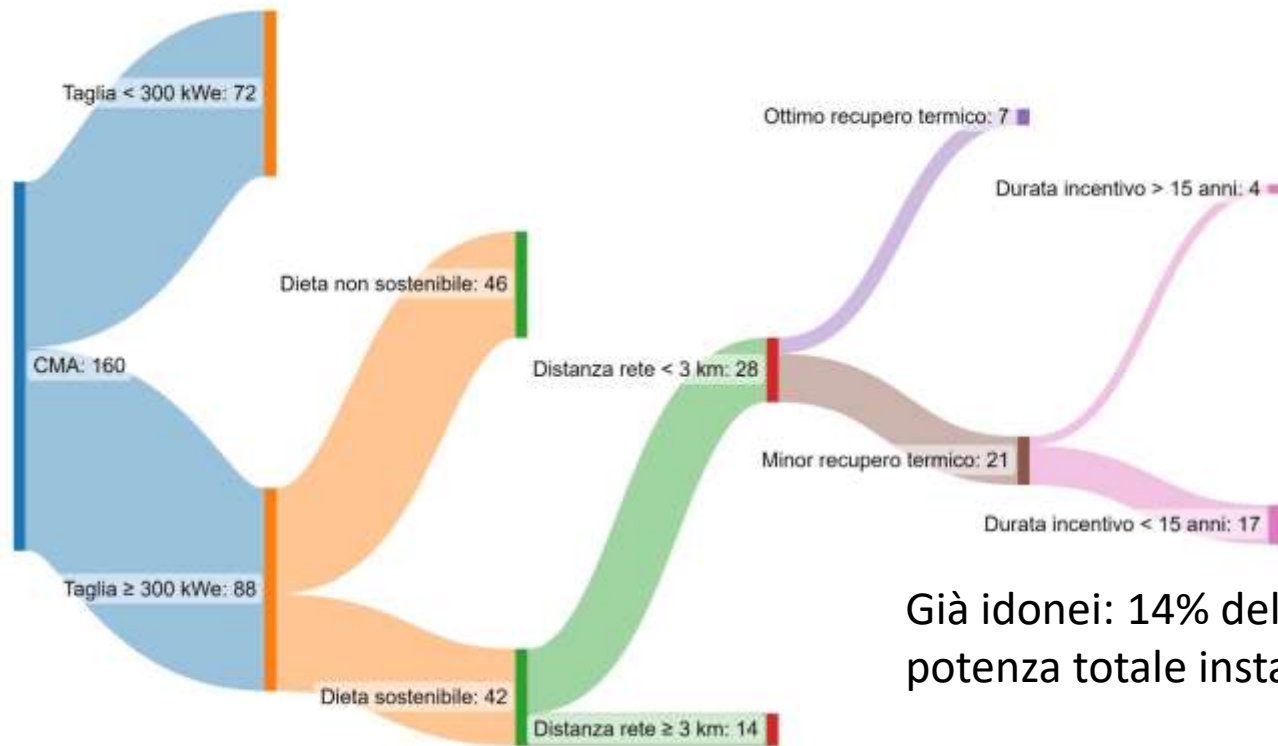 Taglia < 300 kWe: 72
Ottimo recupero termico: 7
Durata incentivo > 15 anni: 4
Dieta non sostenibile: 46
CMA: 160
Distanza rete < 3 km: 28
Minor recupero termico: 21
Durata incentivo < 15 anni: 17
Taglia ≥ 300 kWe: 88
Già idonei: 14% del
potenza totale insta
Dieta sostenibile: 42
Distanza rete ≥ 3 km: 14